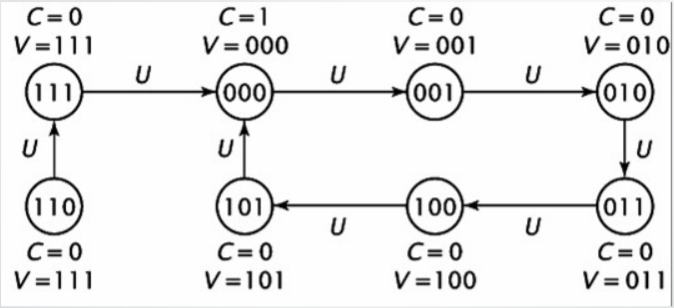 C=0 C=1 C=0 C=0
V=111 V=000 V=001 V=010
U U U
111 000 001 010
U U U
110 101 100 011
U U
C=0 C=0 C=0 C=0
V=111 V=101 V=100 V=011